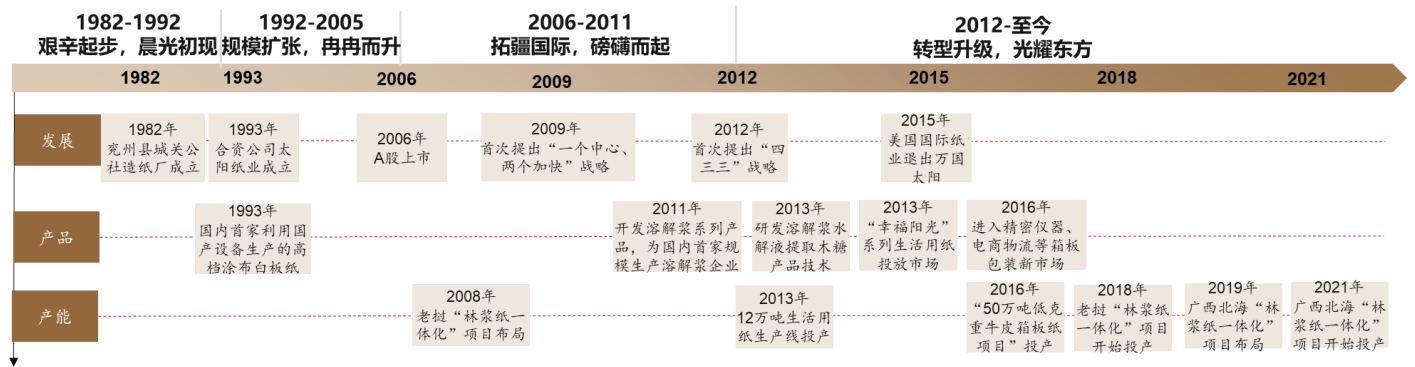 1982-1992
艰辛起步，晨光初现
1992-2005
规模扩张，冉冉而升
2006-2011
拓疆国际，磅礴而起
2012-至今
转型升级，光耀东方
1982
1993
2006
2009
2012
2015
2018
2021
发展
1982年
兖州县城关公
社造纸厂成立
1993年
合资公司太
阳纸业成立
2006年
A股上市
2009年
首次提出“一个中心、
两个加快”战略
2012年
首次提出“四
三三”战略
2015年
美国国际纸
业退出万国
太阳
产品
1993年
国内首家利用国
产设备生产的高
档涂布白板纸
2011年
开发溶解浆系列产
品，为国内首家规
模生产溶解浆企业
2013年
研发溶解浆水
解液提取木糖
产品技术
2013年
“幸福阳光”
系列生活用纸
投放市场
2016年
进入精密仪器、
电商物流等箱板
包装新市场
产能
2008年
老挝“林浆纸一
体化”项目布局
2013年
12万吨生活用
纸生产线投产
2016年
“50万吨低克
重牛皮箱板纸
项目”投产
2018年
老挝“林浆纸
一体化”项目
开始投产
2019年
广西北海“林
浆纸一体化”
项目布局
2021年
广西北海“林
浆纸一体化”
项目开始投产